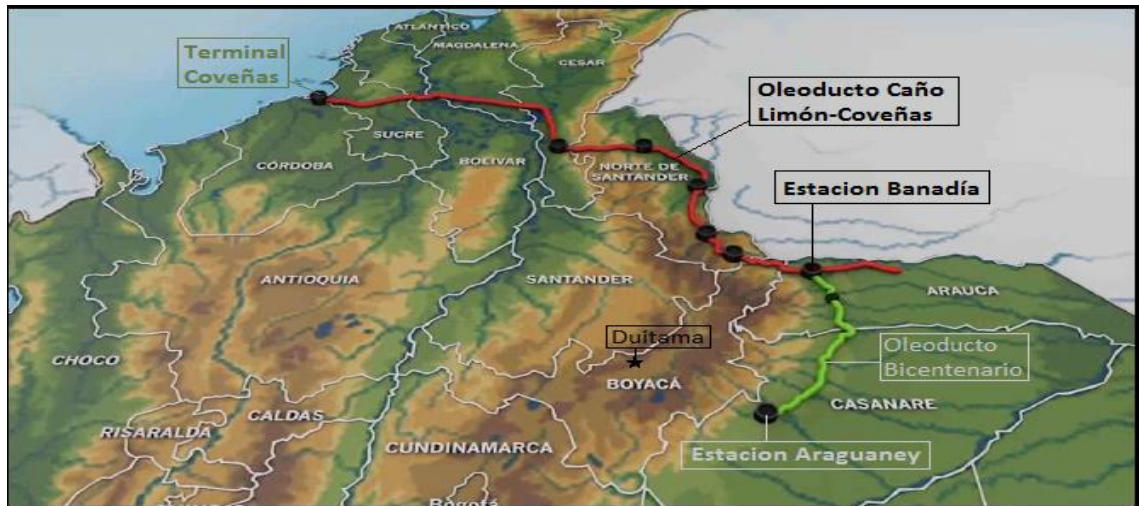 ATLANTICO
MAGDALENA
CESAR
Terminal
Coveñas
Oleoducto Caño
Limón-Coveñas
SUCRE
CÓRDOBA
BOLIVAR
NORTE DE
SANTANDER
Estacion Banadía
ANTIOQUIA
SANTANDER
ARAUCA
Duitama
Oleoducto
Bicentenario
CHOCO
BOYACÁ
CALDAS
CASANARE
RISARALDA
CUNDINAMARCA
Estacion Araguaney
Bogotá